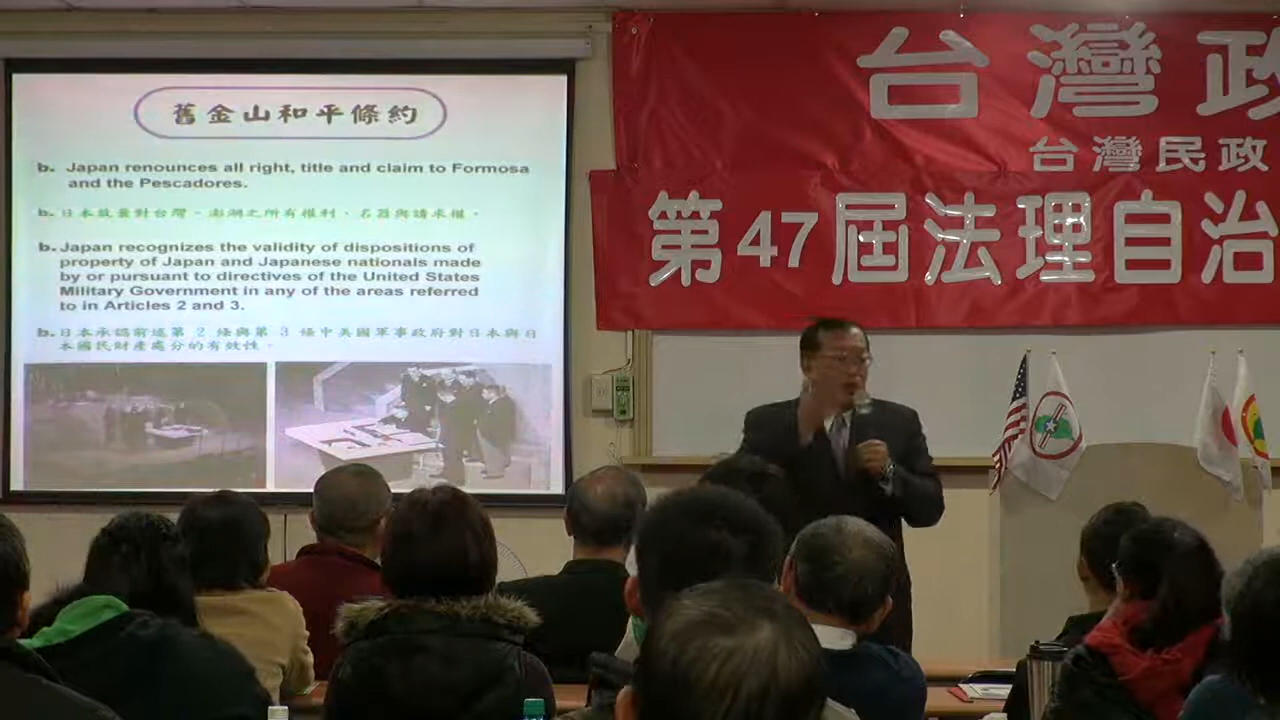 舊金山和平條約
b. Japan renounces all right, title and claim to Formosa
and the Pescadores.
b. 日本放棄對台灣、澎湖之所有權利、名器與請求權。
b. Japan recognizes the validity of dispositions of
property of Japan and Japanese nationals made
by or pursuant to directives of the United States
Military Government in any of the areas referred
to in Articles 2 and 3.
b. 日本承認前述第 2 條與第 3 條中美國軍事政府對日本與日
本國民財產處分的有效性。
台灣政
台灣民政
第47屆法理自治